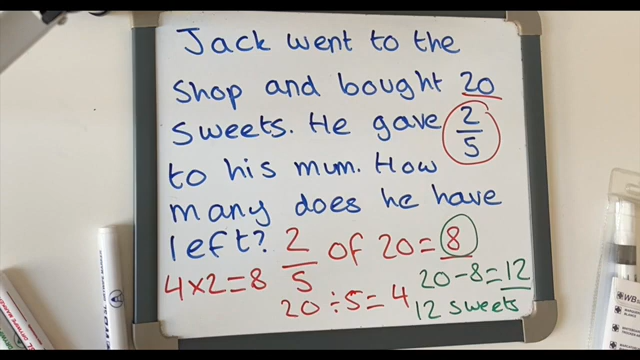 Jack went to the
shop and bought 20
sweets. He gave 2/5
to his mum. How
many does he have
left? 2/5 of 20=8
4×2=8
20÷5=4
20-8=12
12 sweets